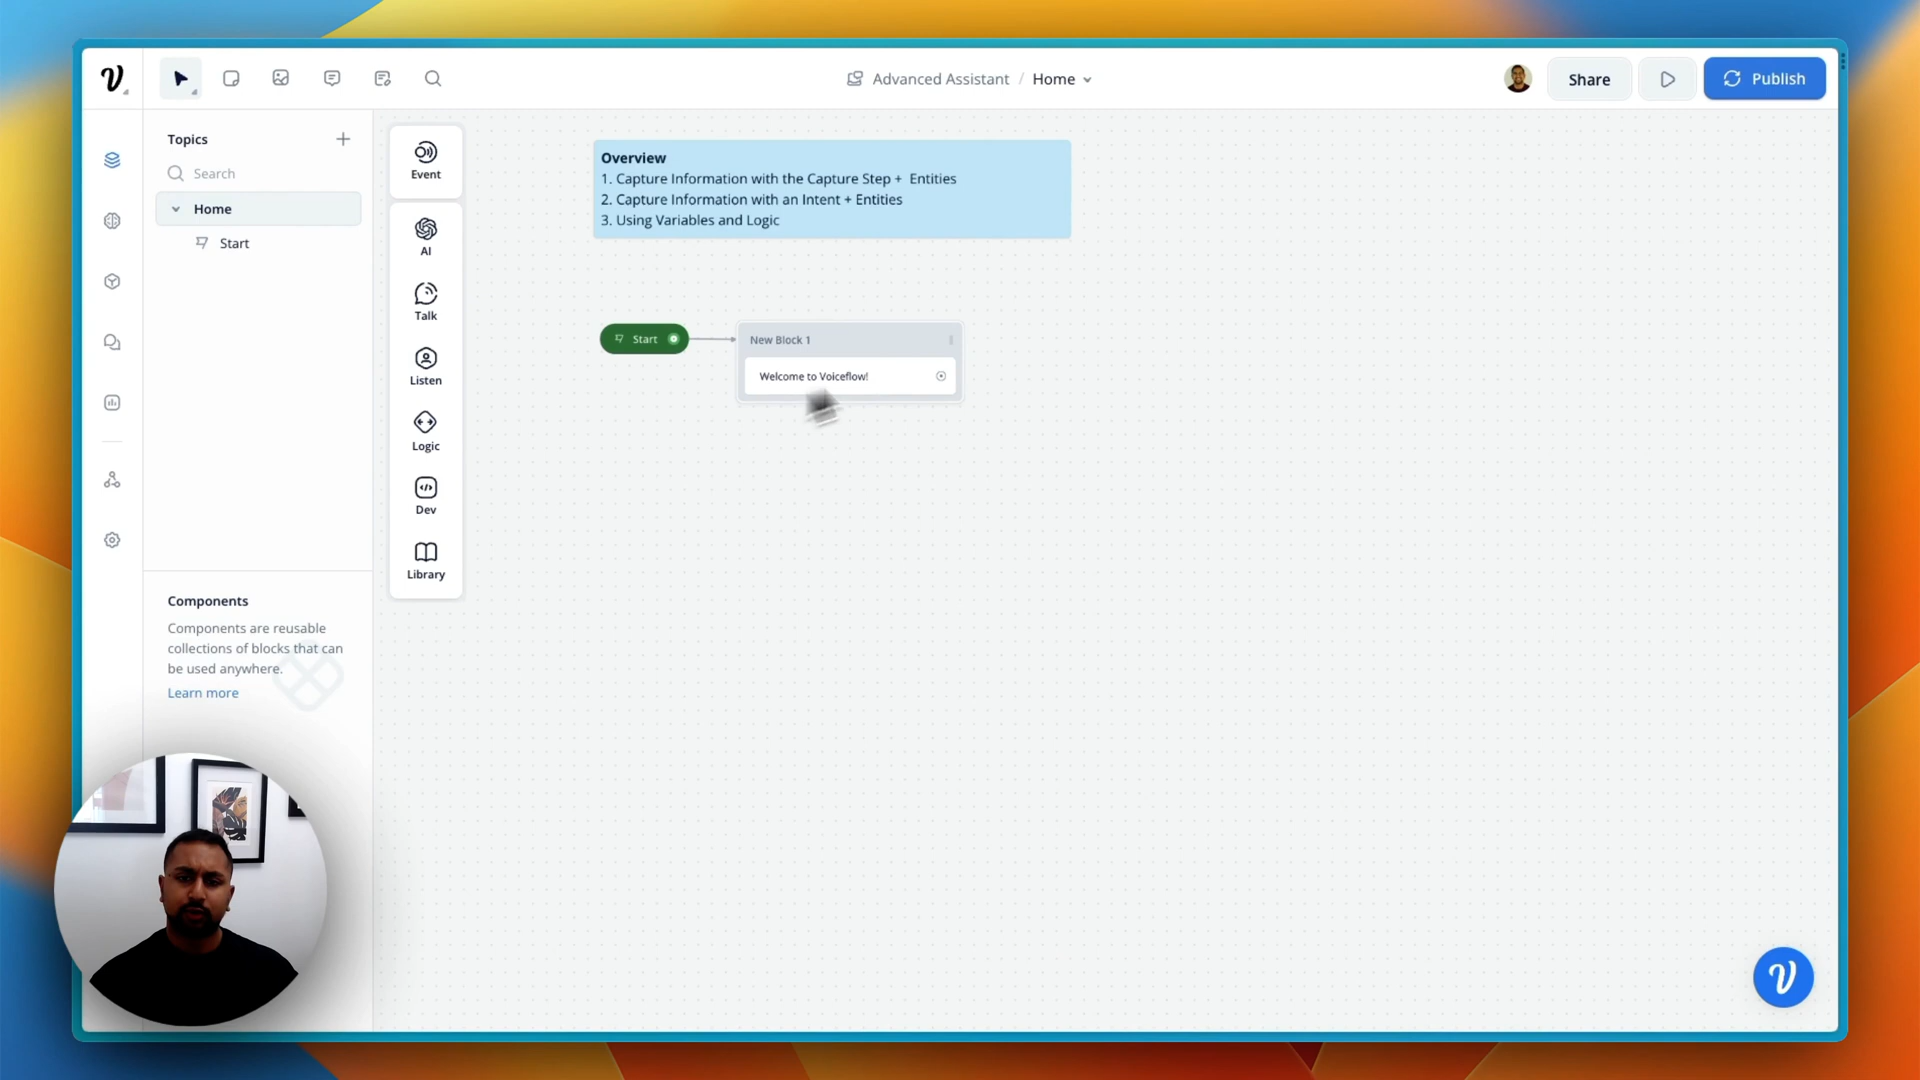 Advanced Assistant / Home
Share
Publish
Topics
Search
Home
Start
Event
AI
Talk
Listen
Logic
Dev
Library
Overview
1. Capture Information with the Capture Step + Entities
2. Capture Information with an Intent + Entities
3. Using Variables and Logic
Start
New Block 1
Welcome to Voiceflow!
Components
Components are reusable
collections of blocks that can
be used anywhere.
Learn more